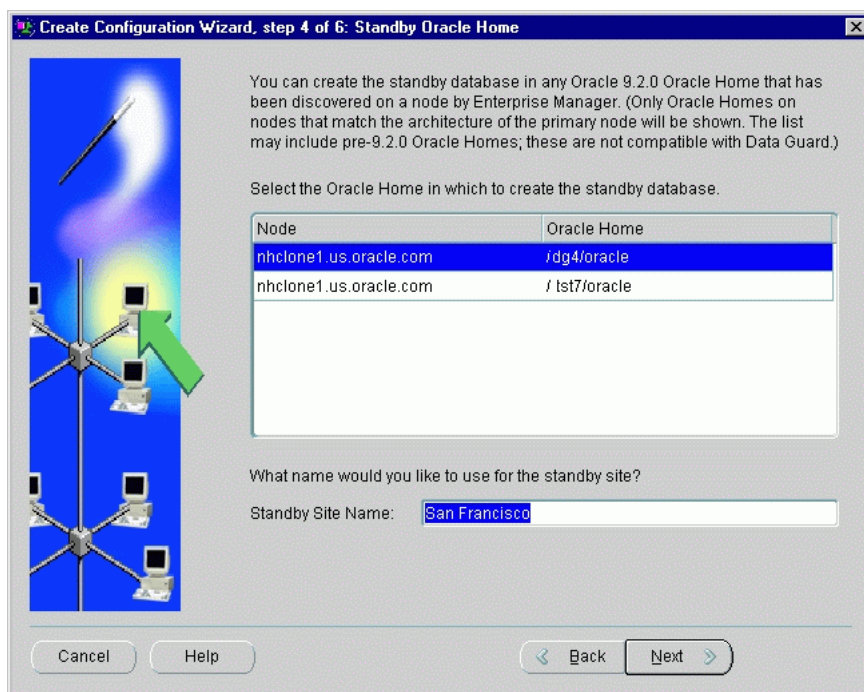 Create Configuration Wizard, step 4 of 6: Standby Oracle Home
You can create the standby database in any Oracle 9.2.0 Oracle Home that has
been discovered on a node by Enterprise Manager. (Only Oracle Homes on
nodes that match the architecture of the primary node will be shown. The list
may include pre-9.2.0 Oracle Homes; these are not compatible with Data Guard.)
Select the Oracle Home in which to create the standby database.
Node Oracle Home
nhclone1.us.oracle.com /dg4/oracle
nhclone1.us.oracle.com / tst7/oracle
What name would you like to use for the standby site?
Standby Site Name: San Francisco
Cancel Help Back Next